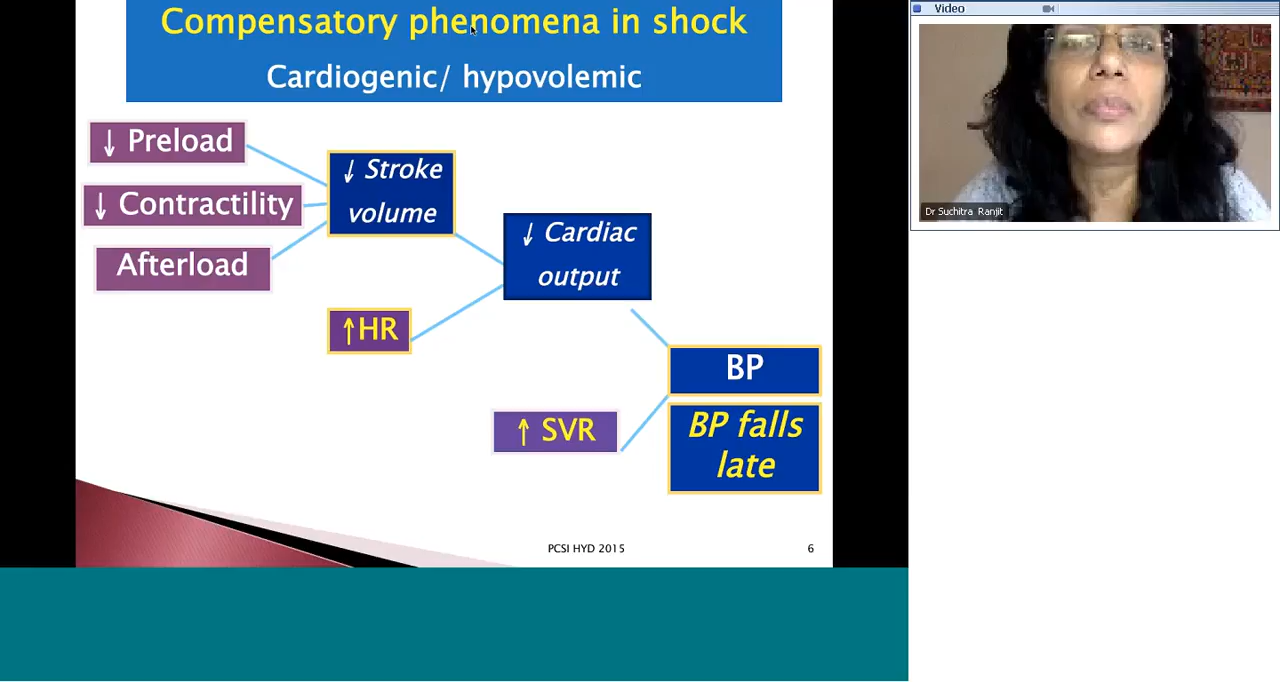 Compensatory phenomena in shock
Cardiogenic/ hypovolemic
↓ Preload
↓ Contractility
Afterload
↓ Stroke
volume
↑HR
↓ Cardiac
output
↑ SVR
BP
BP falls
late
PCSI HYD 2015
6
Video
Dr Suchitra Ranjit